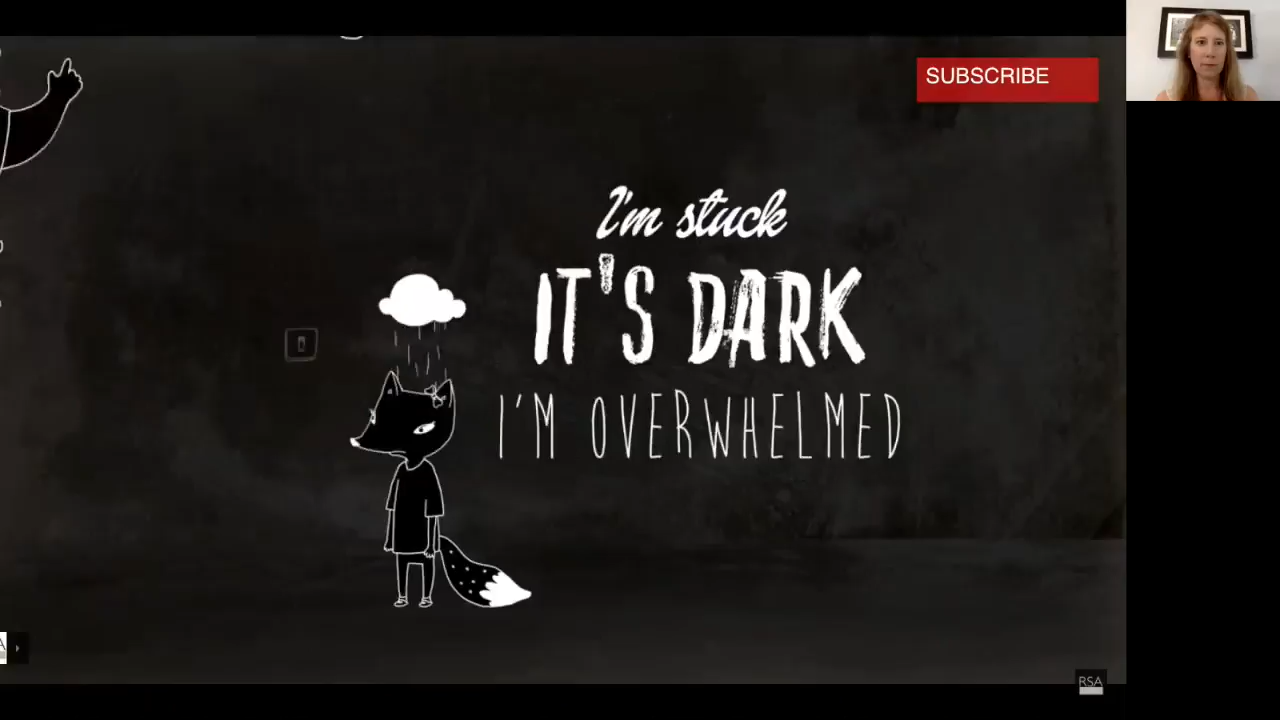 SUBSCRIBE
I'm stuck
IT'S DARK
I'M OVERWHELMED
RSA